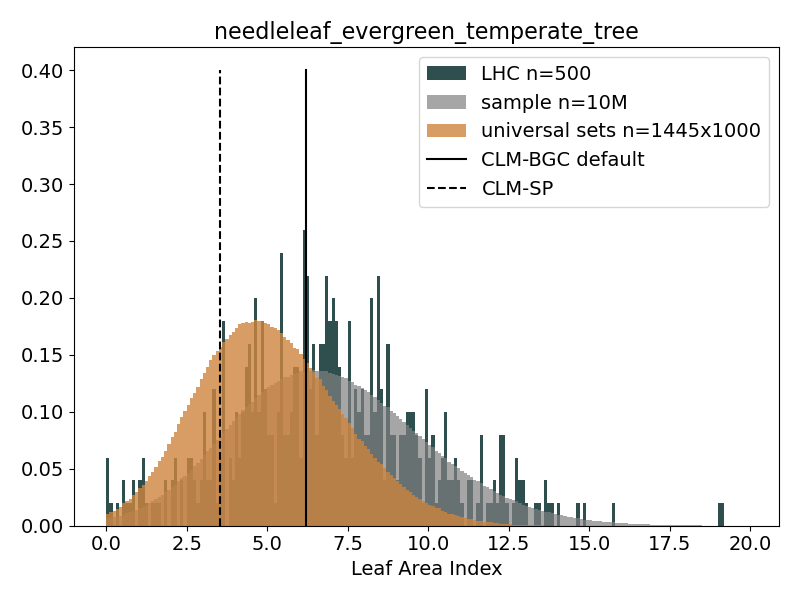 needleleaf_evergreen_temperate_tree
LHC n=500
sample n=10M
universal sets n=1445x1000
CLM-BGC default
CLM-SP
0.40
0.35
0.30
0.25
0.20
0.15
0.10
0.05
0.00
0.0 2.5 5.0 7.5 10.0 12.5 15.0 17.5 20.0
Leaf Area Index